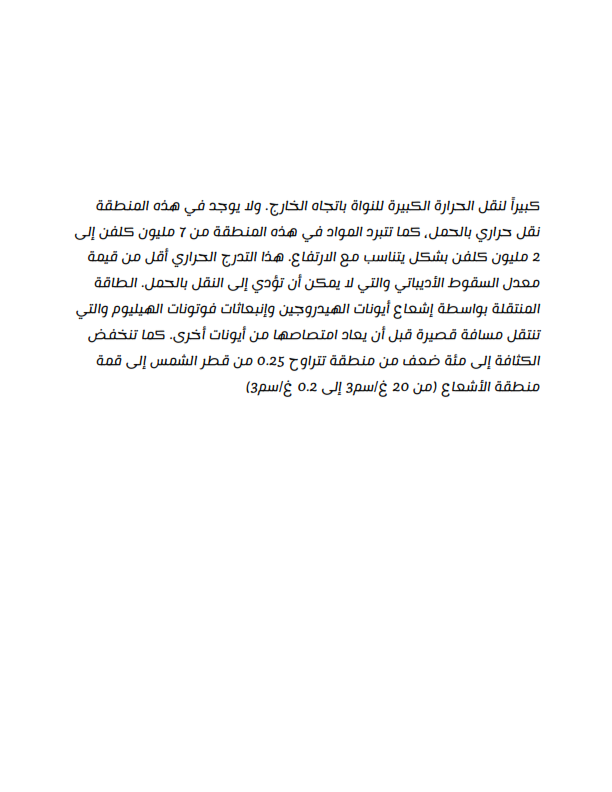 كبيراً لنقل الحرارة الكبيرة للنواة باتجاه الخارج. ولا يوجد في هذه المنطقة
نقل حراري بالحمل، كما تتبرد المواد في هذه المنطقة من 7 مليون كلفن إلى
2 مليون كلفن بشكل يتناسب مع الارتفاع. هذا التدرج الحراري أقل من قيمة
معدل السقوط الأديباتي والتي لا يمكن أن تؤدي إلى النقل بالحمل. الطاقة
المنتقلة بواسطة إشعاع أيونات الهيدروجين وإنبعاثات فوتونات الهيليوم والتي
تنتقل مسافة قصيرة قبل أن يعاد امتصاصها من أيونات أخرى. كما تنخفض
الكثافة إلى مئة ضعف من منطقة تتراوح 0.25 من قطر الشمس إلى قمة
منطقة الأشعاع (من 20 غ/سم3 إلى 0.2 غ/سم3)